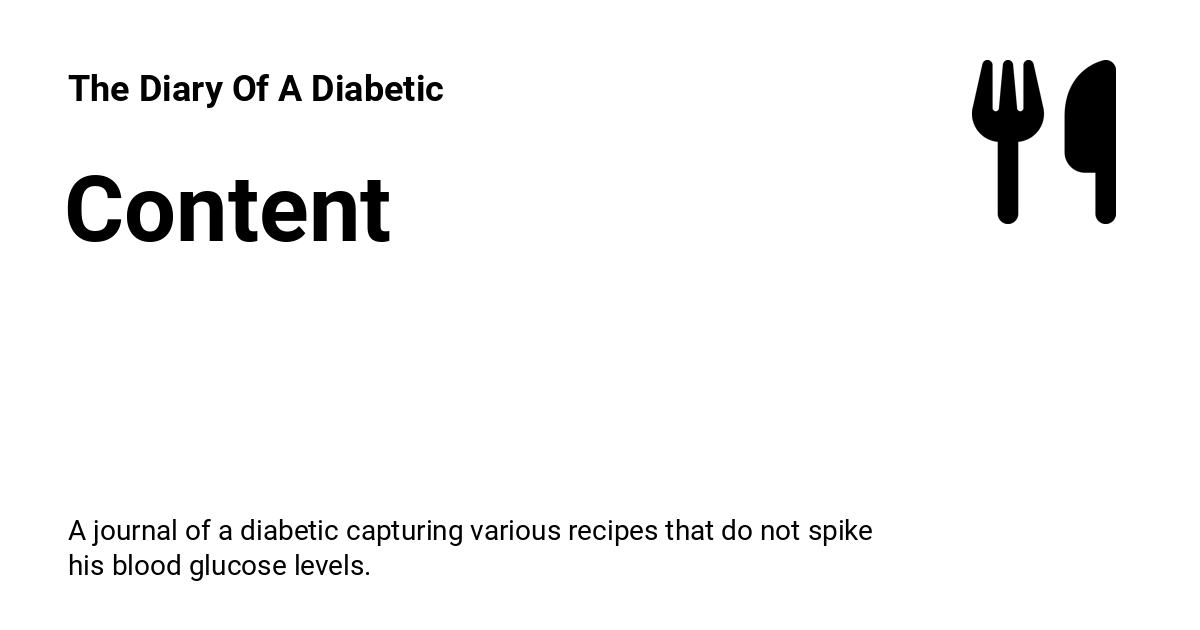 The Diary Of A Diabetic
Content
A journal of a diabetic capturing various recipes that do not spike
his blood glucose levels.